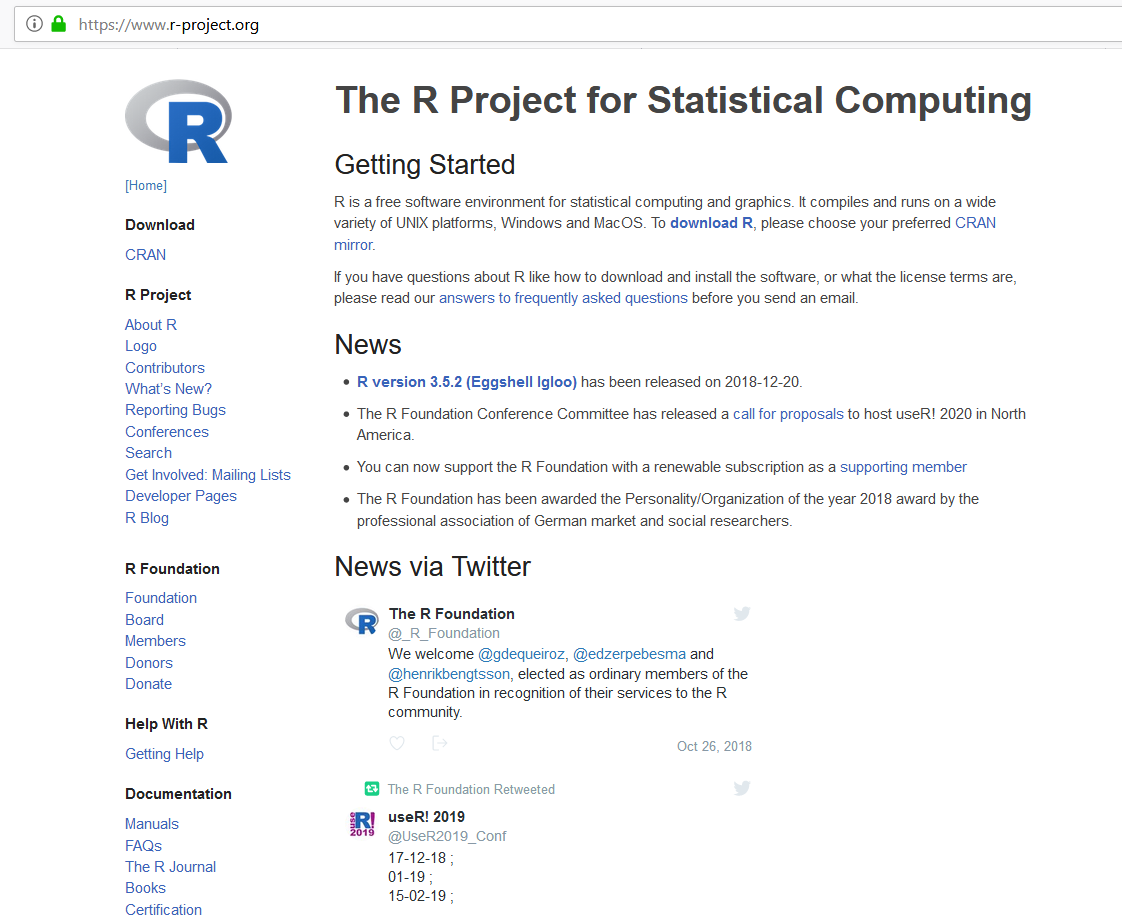 https://www.r-project.org
R
[Home]
Download
CRAN
R Project
About R
Logo
Contributors
What's New?
Reporting Bugs
Conferences
Search
Get Involved: Mailing Lists
Developer Pages
R Blog
R Foundation
Foundation
Board
Members
Donors
Donate
Help With R
Getting Help
Documentation
Manuals
FAQs
The R Journal
Books
Certification
The R Project for Statistical Computing
Getting Started
R is a free software environment for statistical computing and graphics. It compiles and runs on a wide
variety of UNIX platforms, Windows and MacOS. To download R, please choose your preferred CRAN
mirror.
If you have questions about R like how to download and install the software, or what the license terms are,
please read our answers to frequently asked questions before you send an email.
News
• R version 3.5.2 (Eggshell Igloo) has been released on 2018-12-20.
• The R Foundation Conference Committee has released a call for proposals to host useR! 2020 in North
America.
• You can now support the R Foundation with a renewable subscription as a supporting member
• The R Foundation has been awarded the Personality/Organization of the year 2018 award by the
professional association of German market and social researchers.
News via Twitter
R
The R Foundation
@_R_Foundation
We welcome @gdequeiroz, @edzerpebesma and
@henrikbengtsson, elected as ordinary members of the
R Foundation in recognition of their services to the R
community.
Oct 26, 2018
The R Foundation Retweeted
useR! 2019
useR! 2019
@UseR2019_Conf
17-12-18 ;
01-19 ;
15-02-19 ;